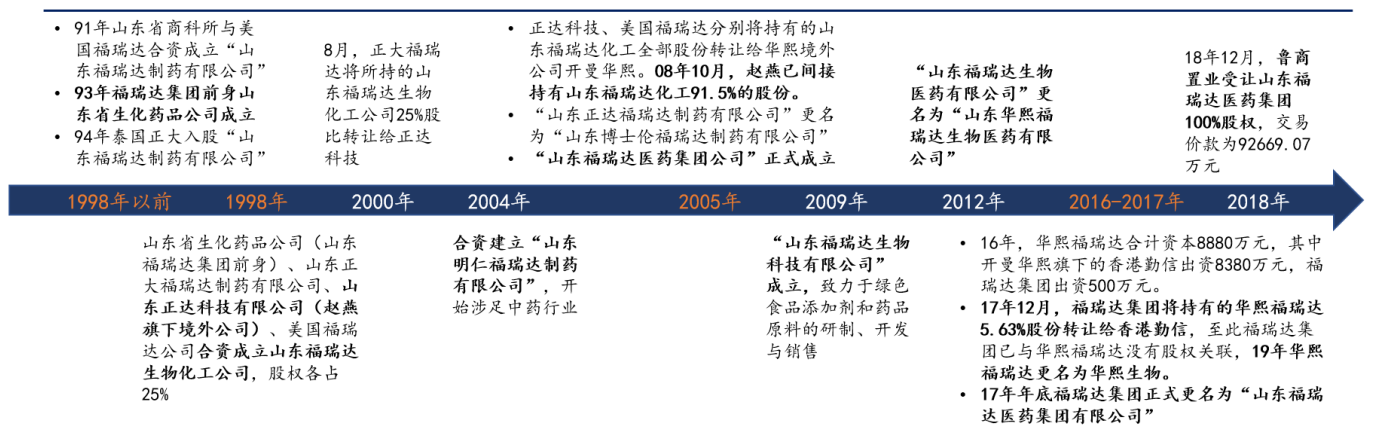 • 91年山东省商科所与美
国福瑞达合资成立“山
东福瑞达制药有限公司”
• 93年福瑞达集团前身山
东省生化药品公司成立
• 94年泰国正大入股“山
东福瑞达制药有限公司”
8月，正大福瑞
达将所持的山
东福瑞达生物
化工公司25%股
比转让给正达
科技
• 正达科技、美国福瑞达分别将持有的山
东福瑞达化工全部股份转让给华熙境外
公司开曼华熙。08年10月，赵燕已间接
持有山东福瑞达化工91.5%的股份。
• “山东正达福瑞达制药有限公司”更名
为“山东博士伦福瑞达制药有限公司”
• “山东福瑞达医药集团公司”正式成立
“山东福瑞达生物
医药有限公司”更
名为“山东华熙福
瑞达生物医药有限
公司”
18年12月，鲁商
置业受让山东福
瑞达医药集团
100%股权，交易
价款为92669.07
万元
1998年以前 1998年 2000年 2004年 2005年 2009年 2012年 2016-2017年 2018年
山东省生化药品公司（山东
福瑞达集团前身）、山东正
大福瑞达制药有限公司、山
东正达科技有限公司（赵燕
旗下境外公司）、美国福瑞
达公司合资成立山东福瑞达
生物化工公司，股权各占
25%
合资建立“山东
明仁福瑞达制药
有限公司”，开
始涉足中药行业
“山东福瑞达生物
科技有限公司”
成立，致力于绿色
食品添加剂和药品
原料的研制、开发
与销售
• 16年，华熙福瑞达合计资本8880万元，其中
开曼华熙旗下的香港勤信出资8380万元，福
瑞达集团出资500万元。
• 17年12月，福瑞达集团将持有的华熙福瑞达
5.63%股份转让给香港勤信，至此福瑞达集
团已与华熙福瑞达没有股权关联，19年华熙
福瑞达更名为华熙生物。
• 17年年底福瑞达集团正式更名为“山东福瑞
达医药集团有限公司”